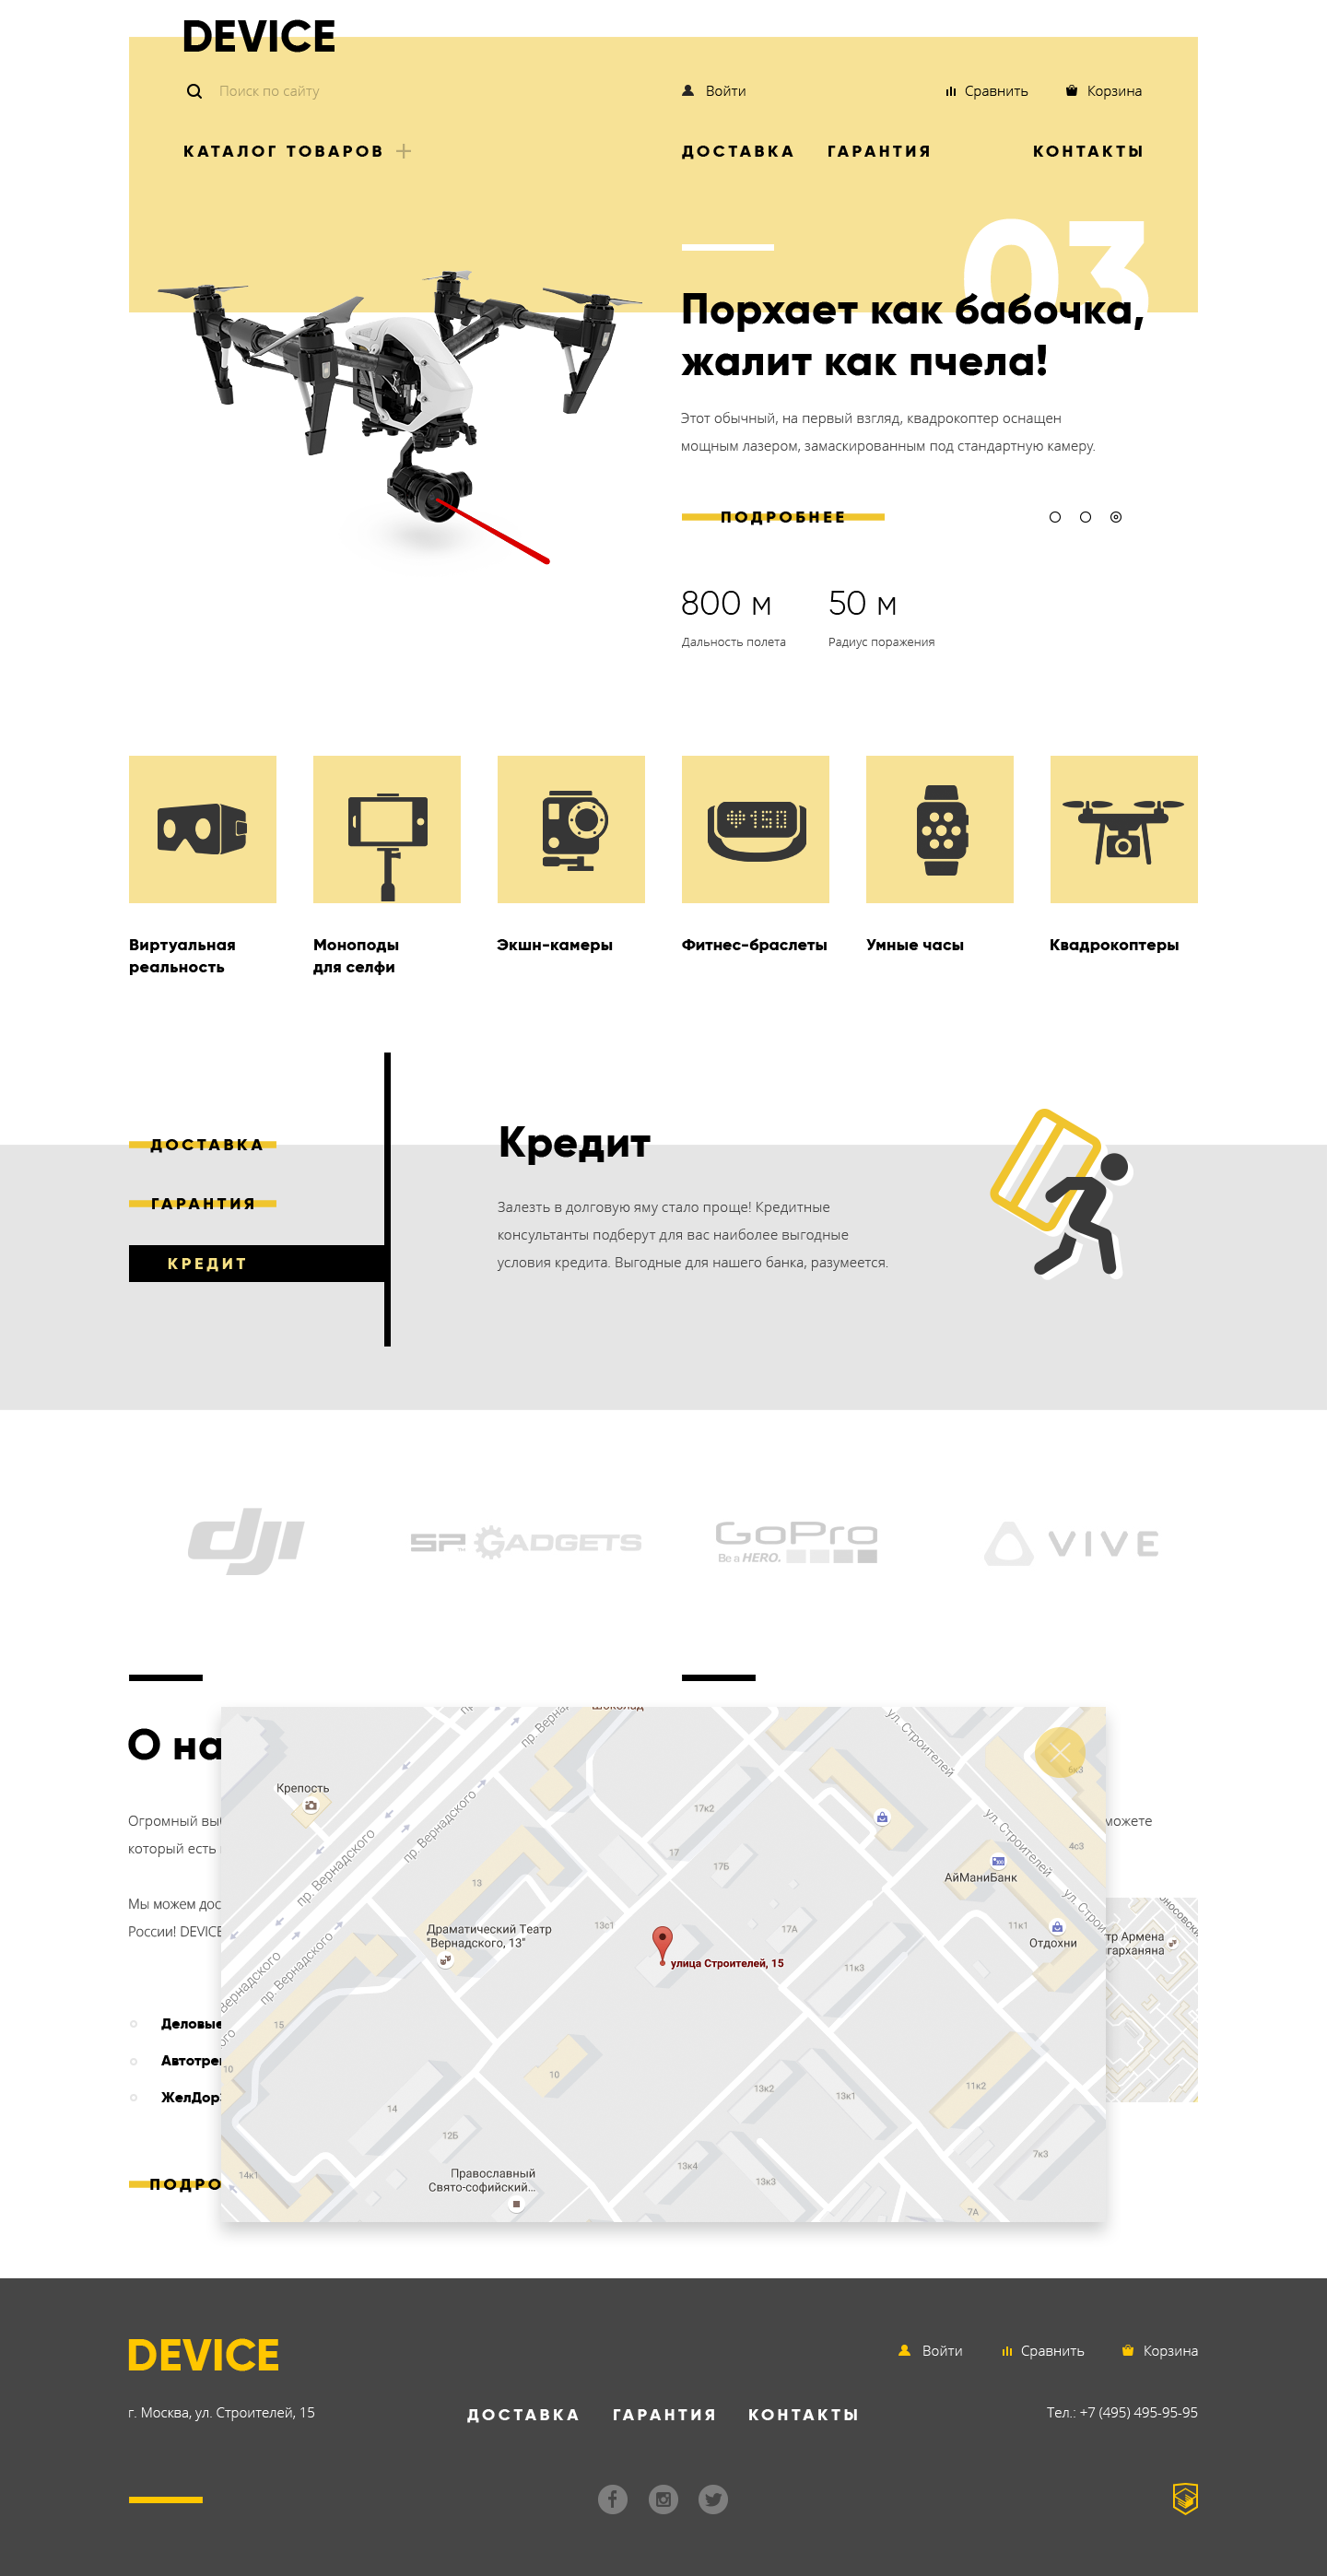 DEVICE
Поиск по сайту
Войти
Сравнить
Корзина
КАТАЛОГ ТОВАРОВ
ДОСТАВКА
ГАРАНТИЯ
КОНТАКТЫ
03
Порхает как бабочка,
жалит как пчела!
Этот обычный, на первый взгляд, квадрокоптер оснащен
мощным лазером, замаскированным под стандартную камеру.
ПОДРОБНЕЕ
800 м
50 м
Дальность полета
Радиус поражения
150
Виртуальная
реальность
Моноподы
для селфи
Экшн-камеры
Фитнес-браслеты
Умные часы
Квадрокоптеры
ДОСТАВКА
ГАРАНТИЯ
КРЕДИТ
Кредит
Залезть в долговую яму стало проще! Кредитные
консультанты подберут для вас наиболее выгодные
условия кредита. Выгодные для нашего банка, разумеется.
dji
SP GADGETS
GoPro
Be a HERO.
VIVE
О на
Огромный вы
который есть
Мы можем дос
России! DEVICE
Деловые
Автотре
ЖелДор
ПОДРО
можете
Шоколад
пр. Вернадского
пр. Вернадского
пр. Вернадского
Вернадского
ул. Строителей
ул. Строителей
ул. Строи
Крепость
17к2
6к3
4с3
17
17Б
13
АйМаниБанк
Драматический Театр
"Вернадского, 13"
13с1
17А
11к1
Отдохни
улица Строителей, 15
11к3
15
10
10
14
12Б
13к2
13к1
11к2
7к3
14к1
Православный
Свято-софийский...
13к4
13к3
7А
тр Армена
гарханяна
DEVICE
Войти
Сравнить
Корзина
г. Москва, ул. Строителей, 15
ДОСТАВКА
ГАРАНТИЯ
КОНТАКТЫ
Тел.: +7 (495) 495-95-95